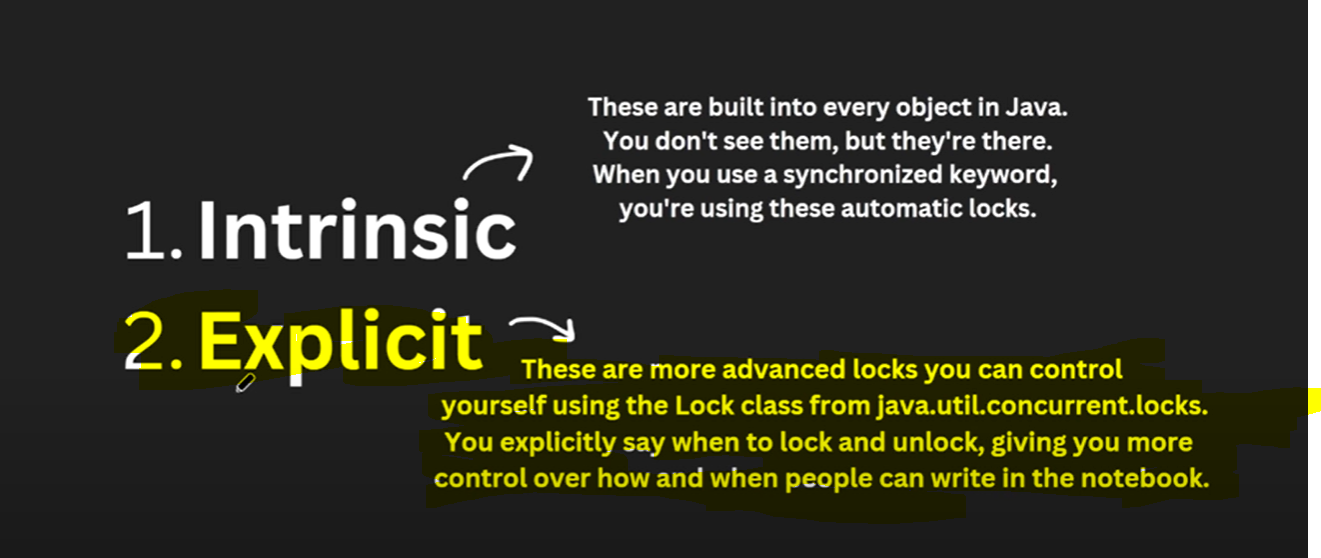 These are built into every object in Java.
You don't see them, but they're there.
When you use a synchronized keyword,
you're using these automatic locks.
1. Intrinsic
2. Explicit
These are more advanced locks you can control
yourself using the Lock class from java.util.concurrent.locks.
You explicitly say when to lock and unlock, giving you more
control over how and when people can write in the notebook.